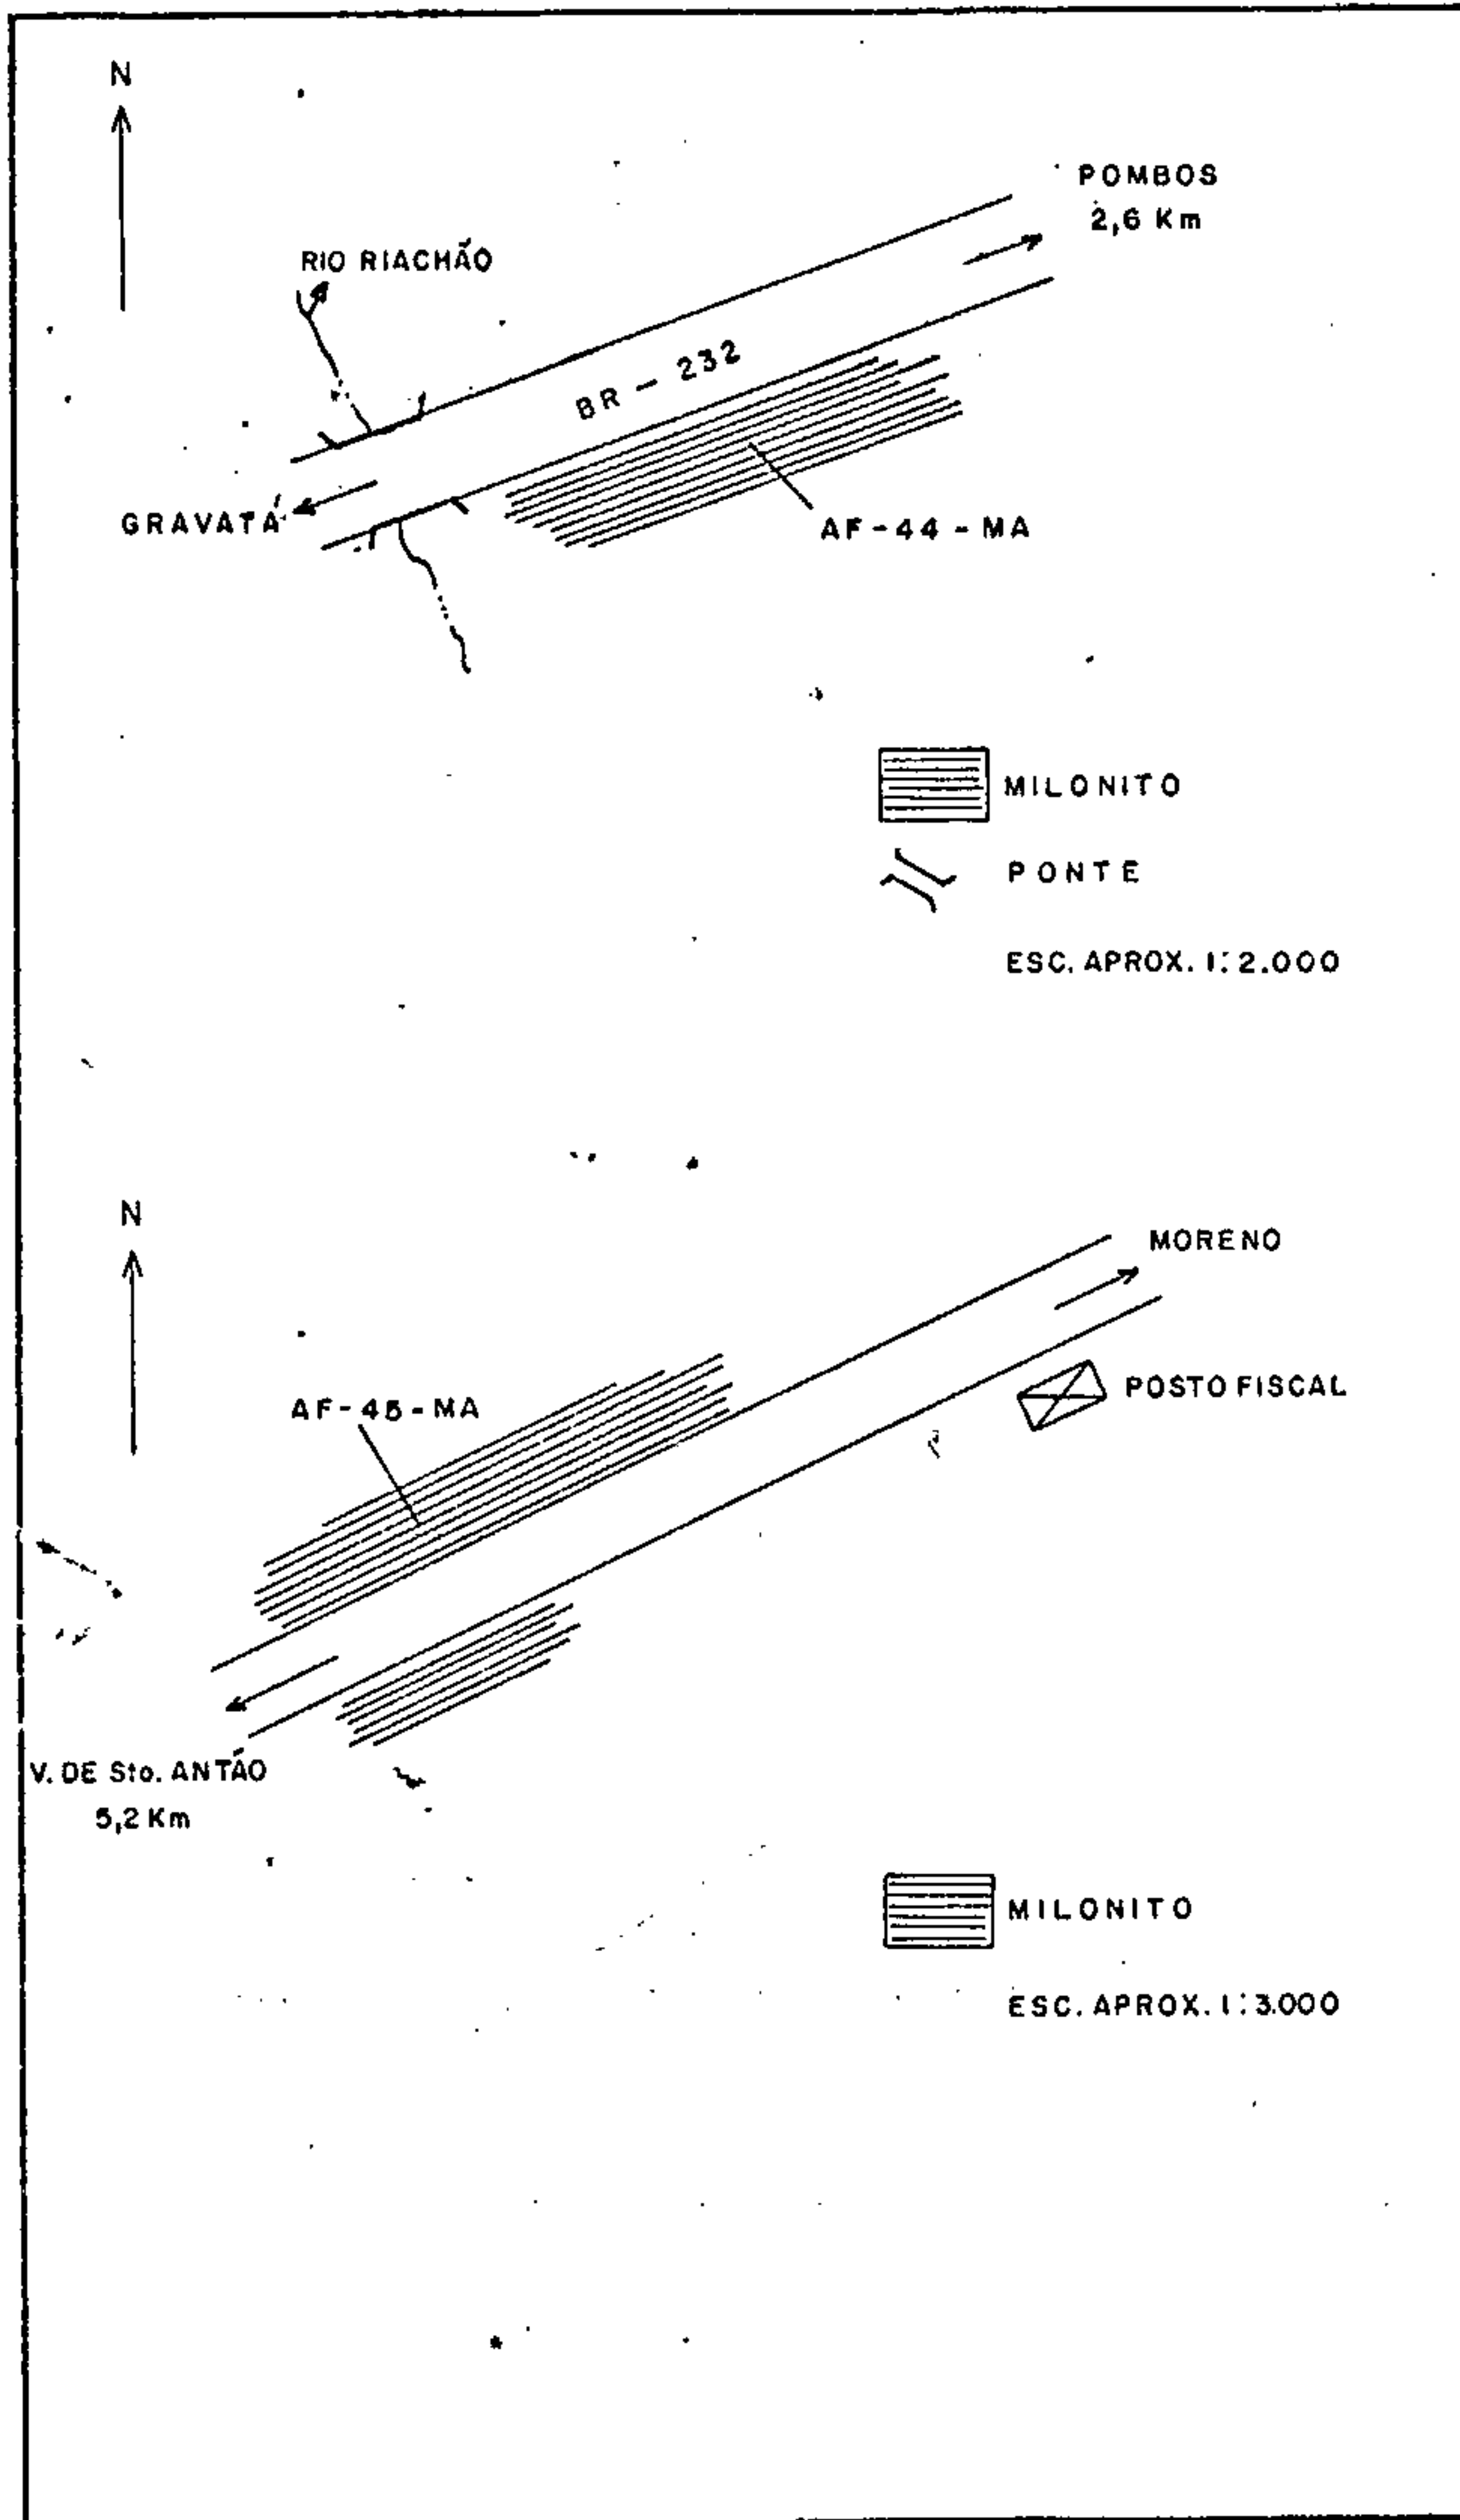 N
POMBOS
2,6 Km
RIO RIACHÃO
BR - 232
GRAVATÁ
AF-44-MA
MILONITO
PONTE
ESC. APROX. 1:2.000
N
MORENO
POSTO FISCAL
AF-45-MA
V. DE Sto. ANTÃO
5,2 Km
MILONITO
ESC. APROX. 1:3.000